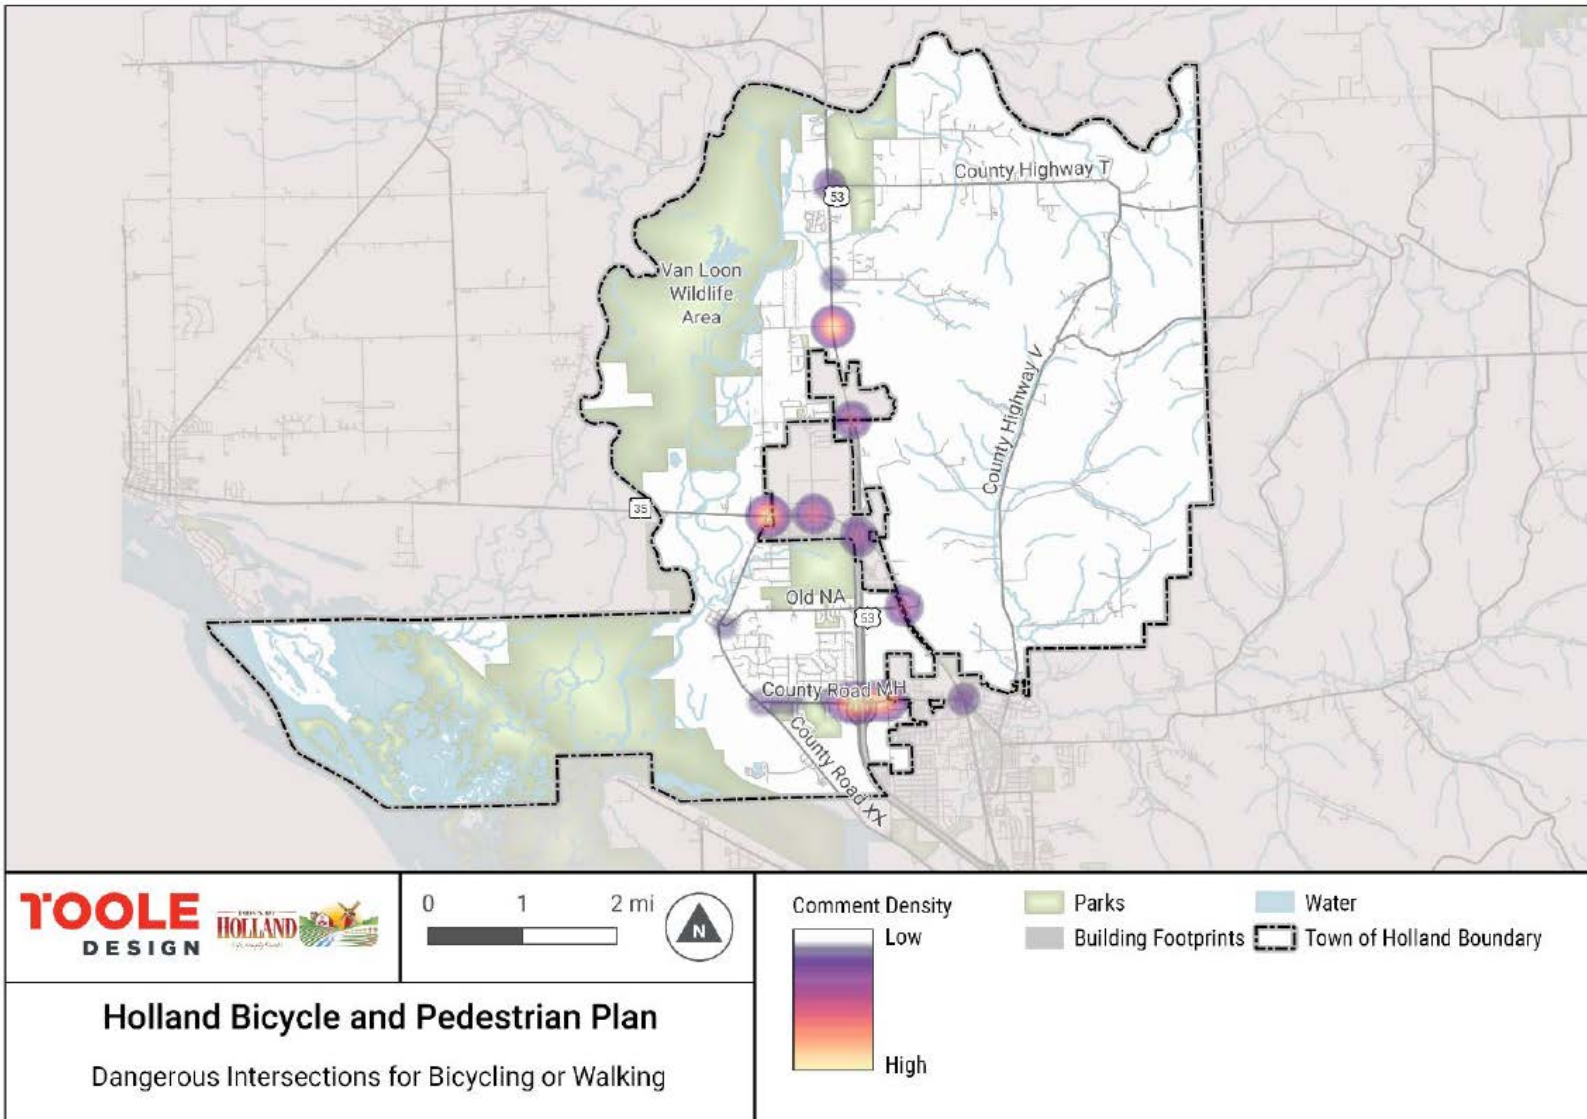 County Highway T
53
Van Loon
Wildlife
Area
County Highway V
35
Old NA
53
County Road MH
County Road XX
TOOLE
DESIGN
HOLLAND
0 1 2 mi
N
Holland Bicycle and Pedestrian Plan
Dangerous Intersections for Bicycling or Walking
Comment Density
Low
High
Parks
Building Footprints
Water
Town of Holland Boundary